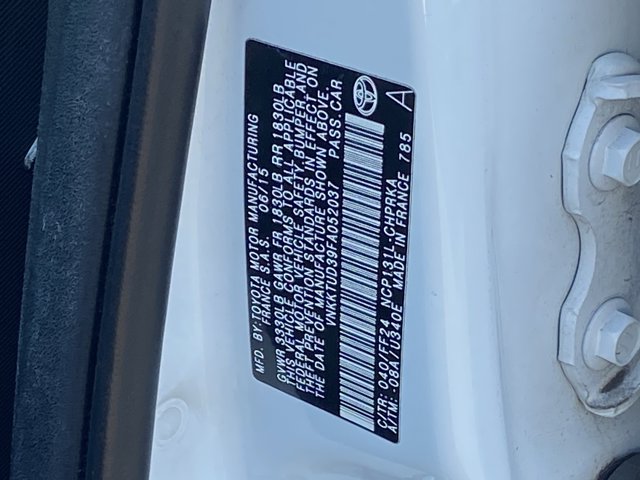 MFD. BY: TOYOTA MOTOR MANUFACTURING
FRANCE S.A.S. 06/15
GVWR 3330LB GAWR FR 1830LB RR 1830LB
THIS VEHICLE CONFORMS TO ALL APPLICABLE
FEDERAL MOTOR VEHICLE SAFETY, BUMPER, AND
THEFT PREVENTION STANDARDS IN EFFECT ON
THE DATE OF MANUFACTURE SHOWN ABOVE.
VNKKTUD39FA052037 PASS.CAR
C/TR: 040/FF24 NCP131L-CHPRKA
A/TM: -08A/U340E MADE IN FRANCE 785
A